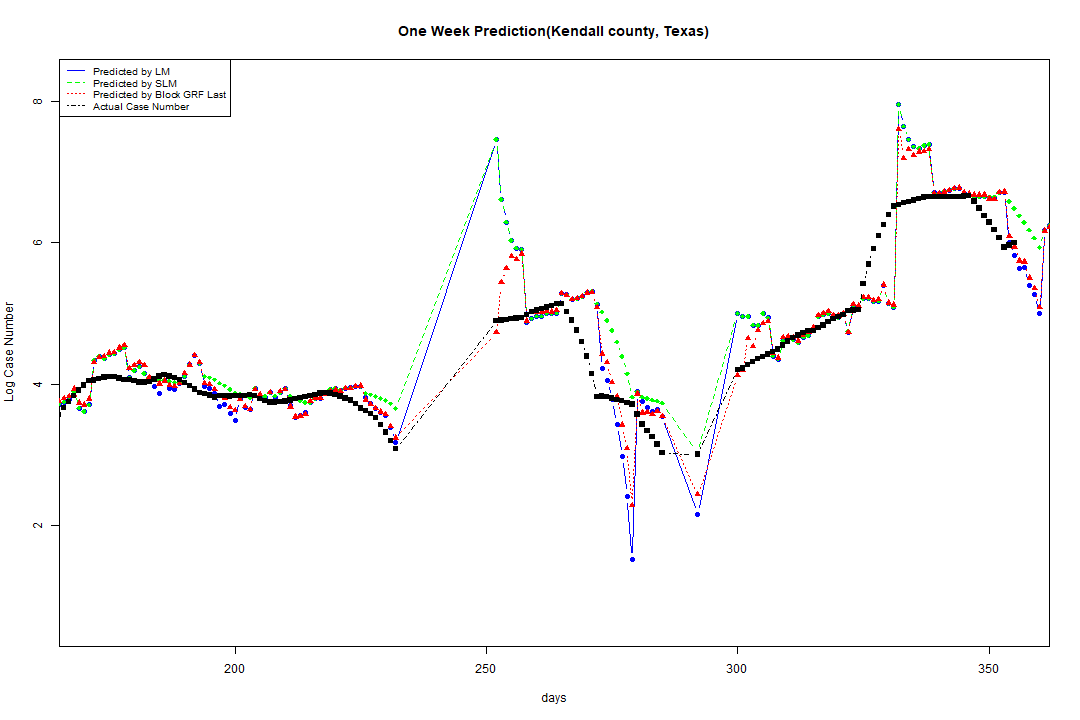 One Week Prediction(Kendall county, Texas)
Predicted by LM
Predicted by SLM
Predicted by Block GRF Last
Actual Case Number
8
6
4
2
Log Case Number
200
250
300
350
days